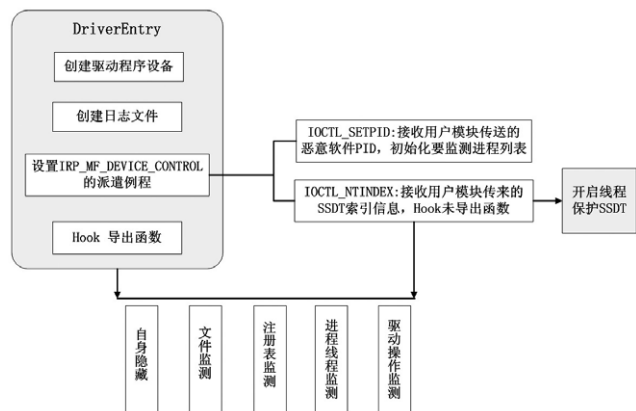 DriverEntry
创建驱动程序设备
创建日志文件
设置IRP_MF_DEVICE_CONTROL
的派遣例程
Hook 导出函数
IOCTL_SETPID:接收用户模块传送的
恶意软件PID，初始化要监测进程列表
IOCTL_NTINDEX:接收用户模块传来的
SSDT索引信息，Hook未导出函数
开启线程
保护SSDT
自身隐藏
文件监测
注册表监测
进程线程监测
驱动操作监测